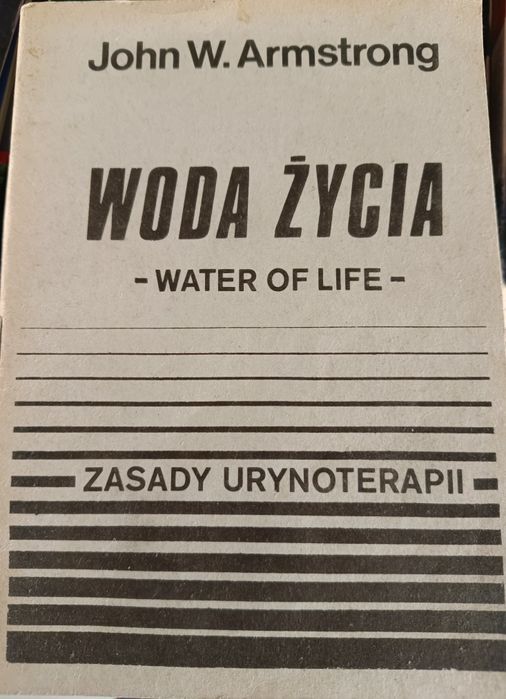 John W. Armstrong
WODA ŻYCIA
- WATER OF LIFE -
ZASADY URYNOTERAPII